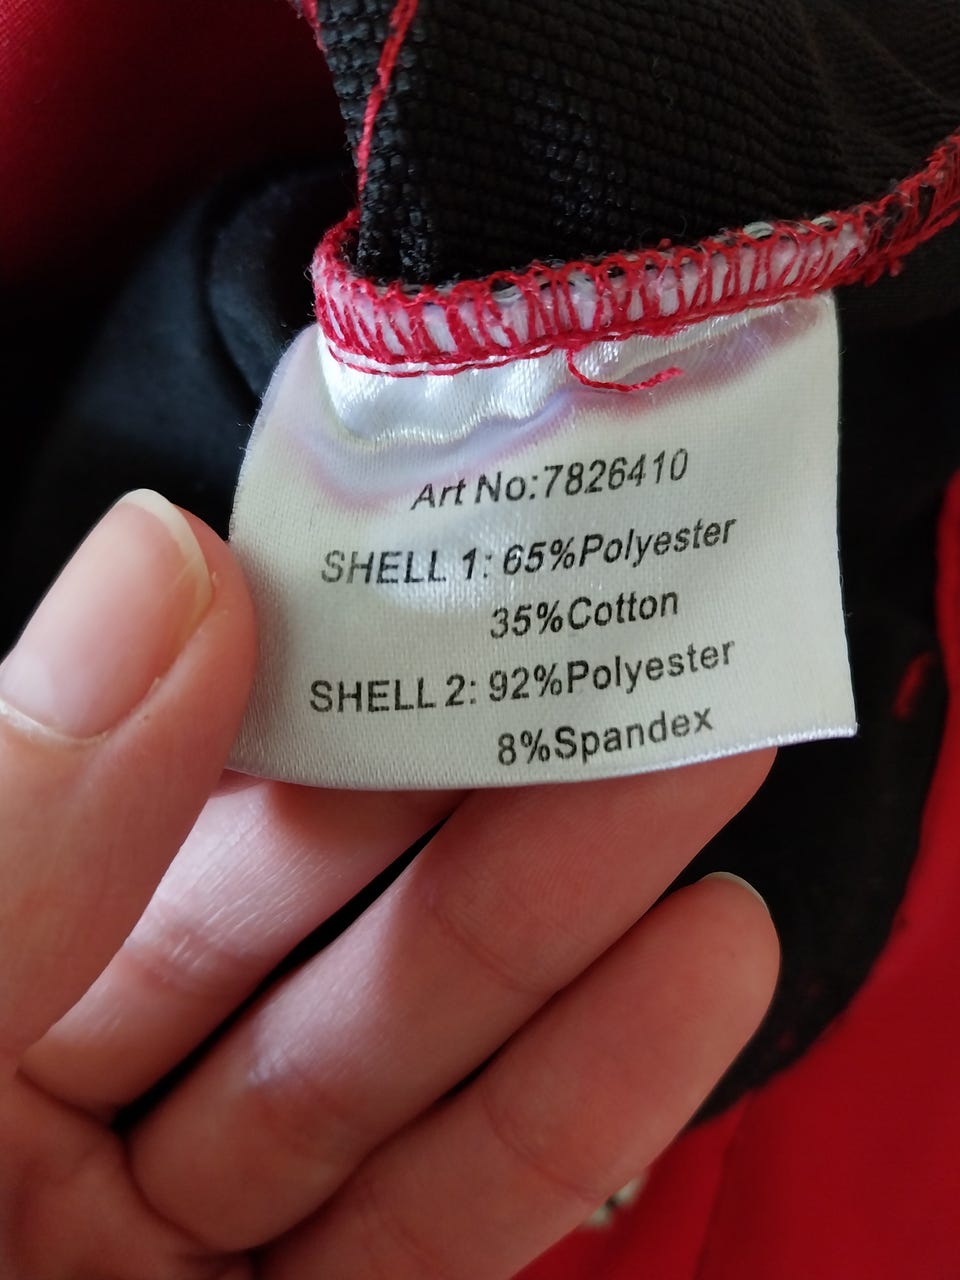 Art No:7826410
SHELL 1: 65%Polyester
35%Cotton
SHELL 2: 92%Polyester
8%Spandex